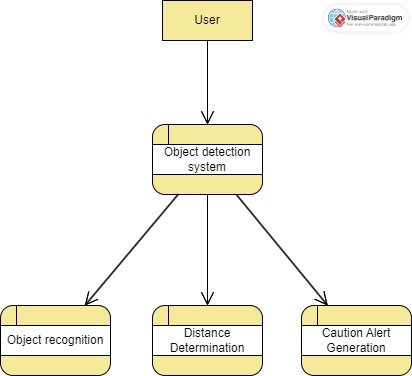 User
Made with
Visual Paradigm
For non-commercial use
Object detection
system
Object recognition
Distance
Determination
Caution Alert
Generation